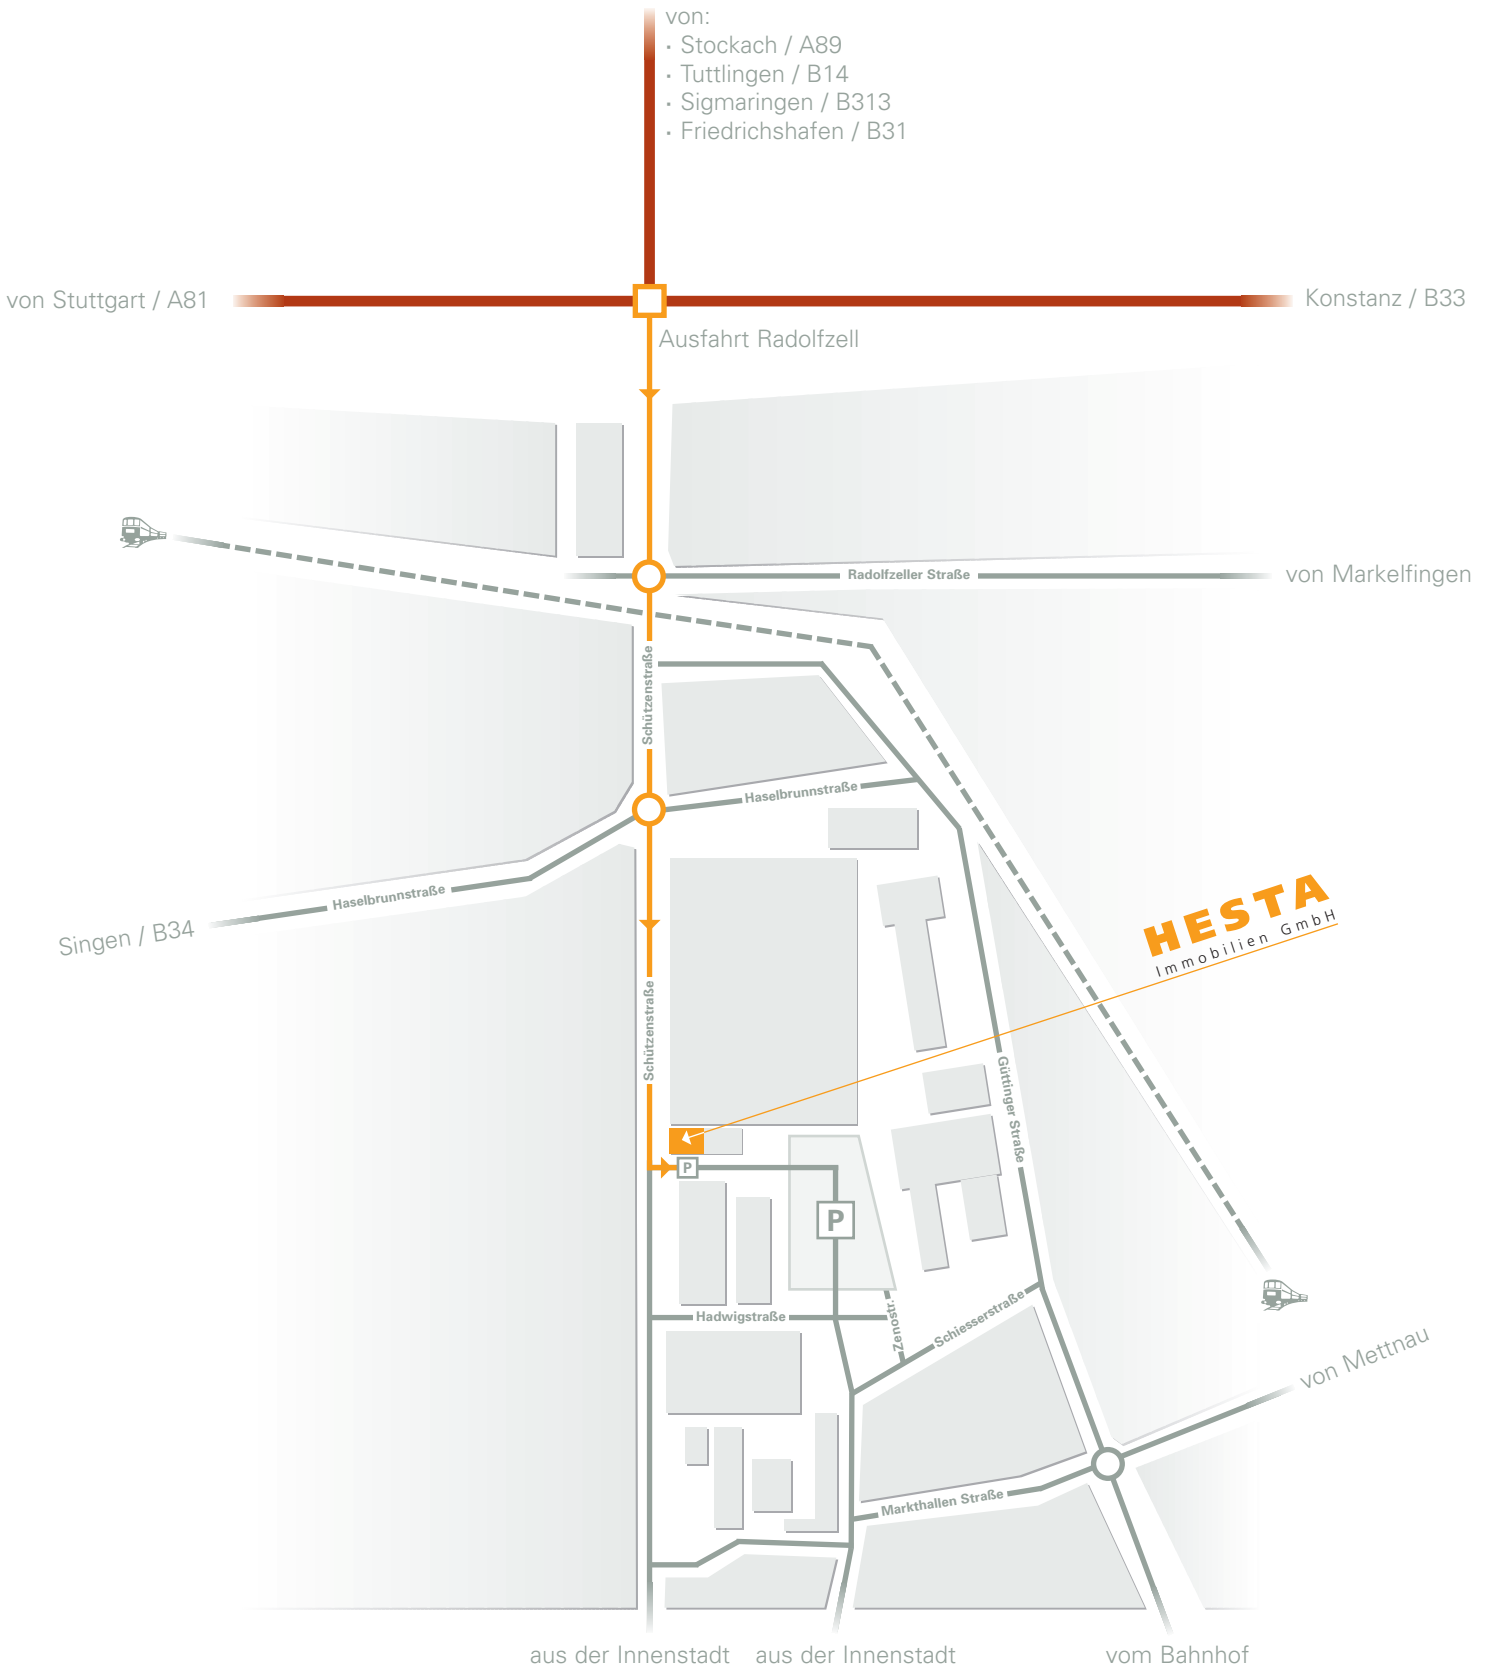 von:
· Stockach / A89
· Tuttlingen / B14
· Sigmaringen / B313
· Friedrichshafen / B31
von Stuttgart / A81
Konstanz / B33
Ausfahrt Radolfzell
Radolfzeller Straße
von Markelfingen
Schützenstraße
Haselbrunnstraße
Haselbrunnstraße
Singen / B34
HESTA
Immobilien GmbH
Schützenstraße
Güttinger Straße
P
P
Hadwigstraße
Zenostr.
Schiesserstraße
von Mettnau
Markthallen Straße
aus der Innenstadt
aus der Innenstadt
vom Bahnhof